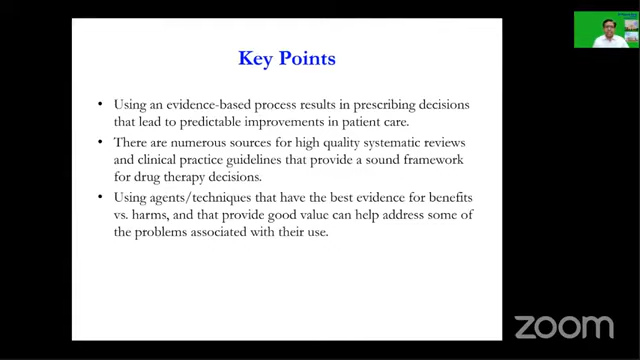 Key Points
• Using an evidence-based process results in prescribing decisions
that lead to predictable improvements in patient care.
• There are numerous sources for high quality systematic reviews
and clinical practice guidelines that provide a sound framework
for drug therapy decisions.
• Using agents/techniques that have the best evidence for benefits
vs. harms, and that provide good value can help address some of
the problems associated with their use.
zoom